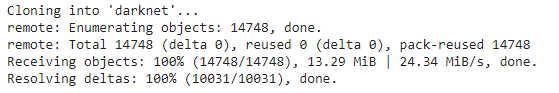 Cloning into 'darknet'...
remote: Enumerating objects: 14748, done.
remote: Total 14748 (delta 0), reused 0 (delta 0), pack-reused 14748
Receiving objects: 100% (14748/14748), 13.29 MiB | 24.34 MiB/s, done.
Resolving deltas: 100% (10031/10031), done.